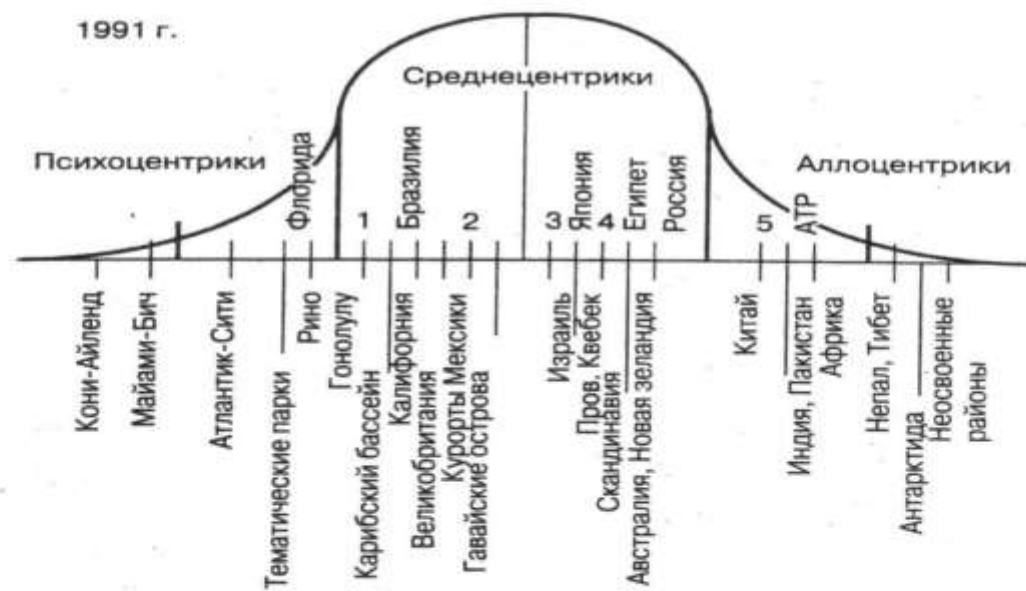 1991 г.
Среднецентрики
Психоцентрики
Аллоцентрики
Флорида
1
Бразилия
2
3
Япония
4
Египет
Россия
5
АТР
Кони-Айленд
Майами-Бич
Атлантик-Сити
Тематические парки
Рино
Гонолулу
Карибский бассейн
Калифорния
Великобритания
Курорты Мексики
Гавайские острова
Израиль
Пров. Квебек
Скандинавия
Австралия, Новая зеландия
Китай
Индия, Пакистан
Африка
Непал, Тибет
Антарктида
Неосвоенные
районы